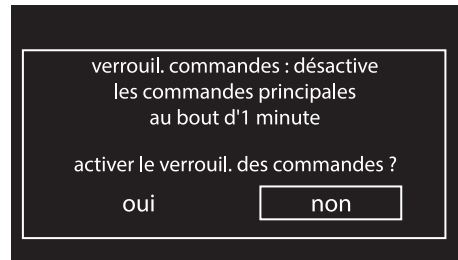 verrouil. commandes : désactive
les commandes principales
au bout d'1 minute
activer le verrouil. des commandes ?
oui non